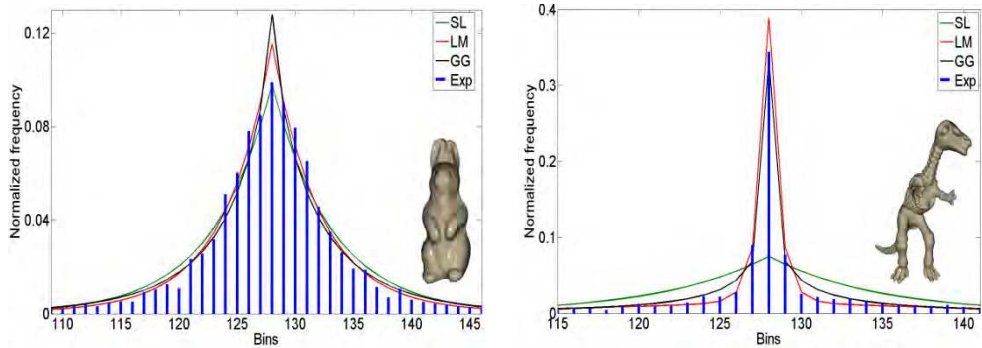 0.12
0.08
0.04
0
Normalized frequency
110
115
120
125
130
135
140
145
Bins
SL
LM
GG
Exp
0.4
0.3
0.2
0.1
0
Normalized frequency
115
120
125
130
135
140
Bins
SL
LM
GG
Exp